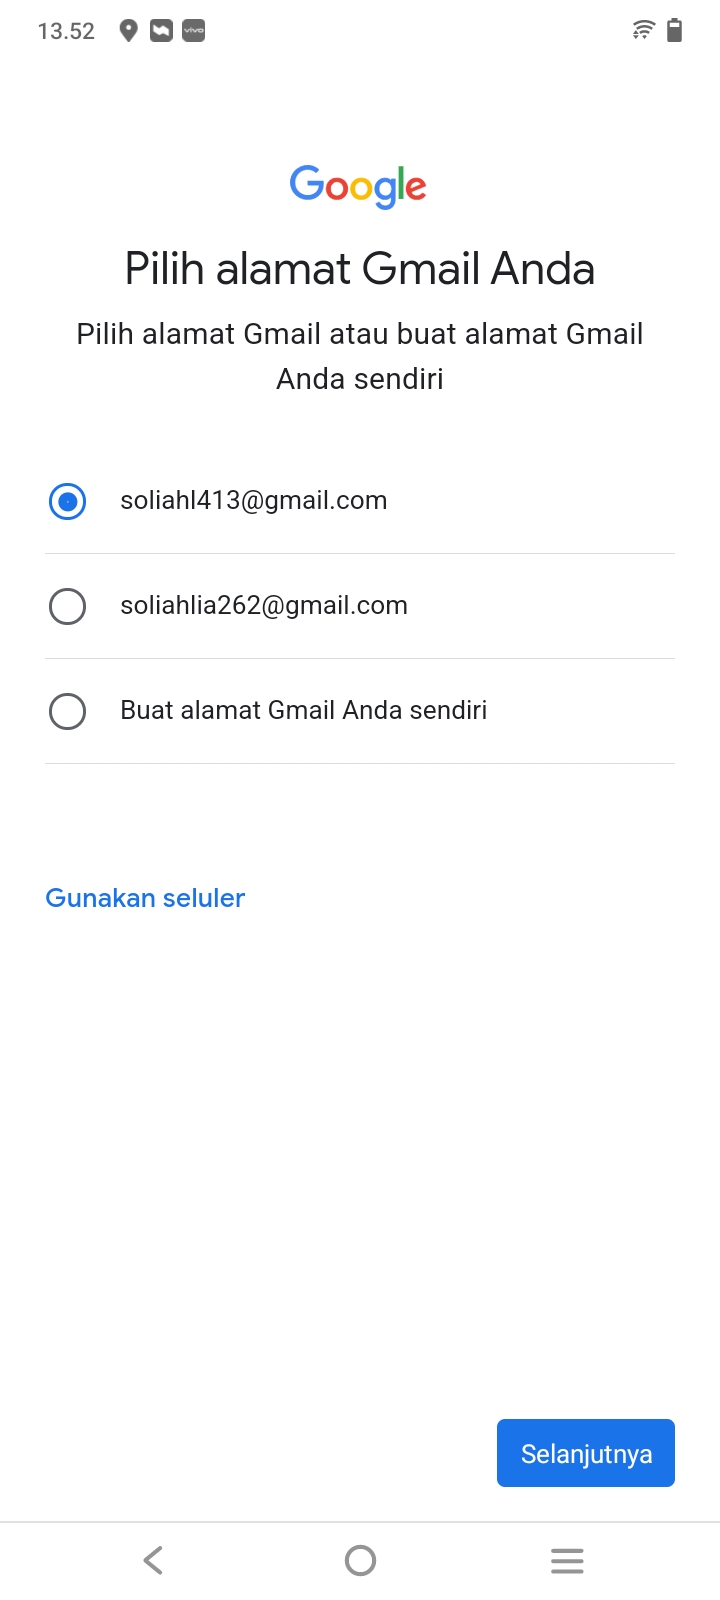 13.52
vivo
Google
Pilih alamat Gmail Anda
Pilih alamat Gmail atau buat alamat Gmail
Anda sendiri
soliahl413@gmail.com
soliahlia262@gmail.com
Buat alamat Gmail Anda sendiri
Gunakan seluler
Selanjutnya